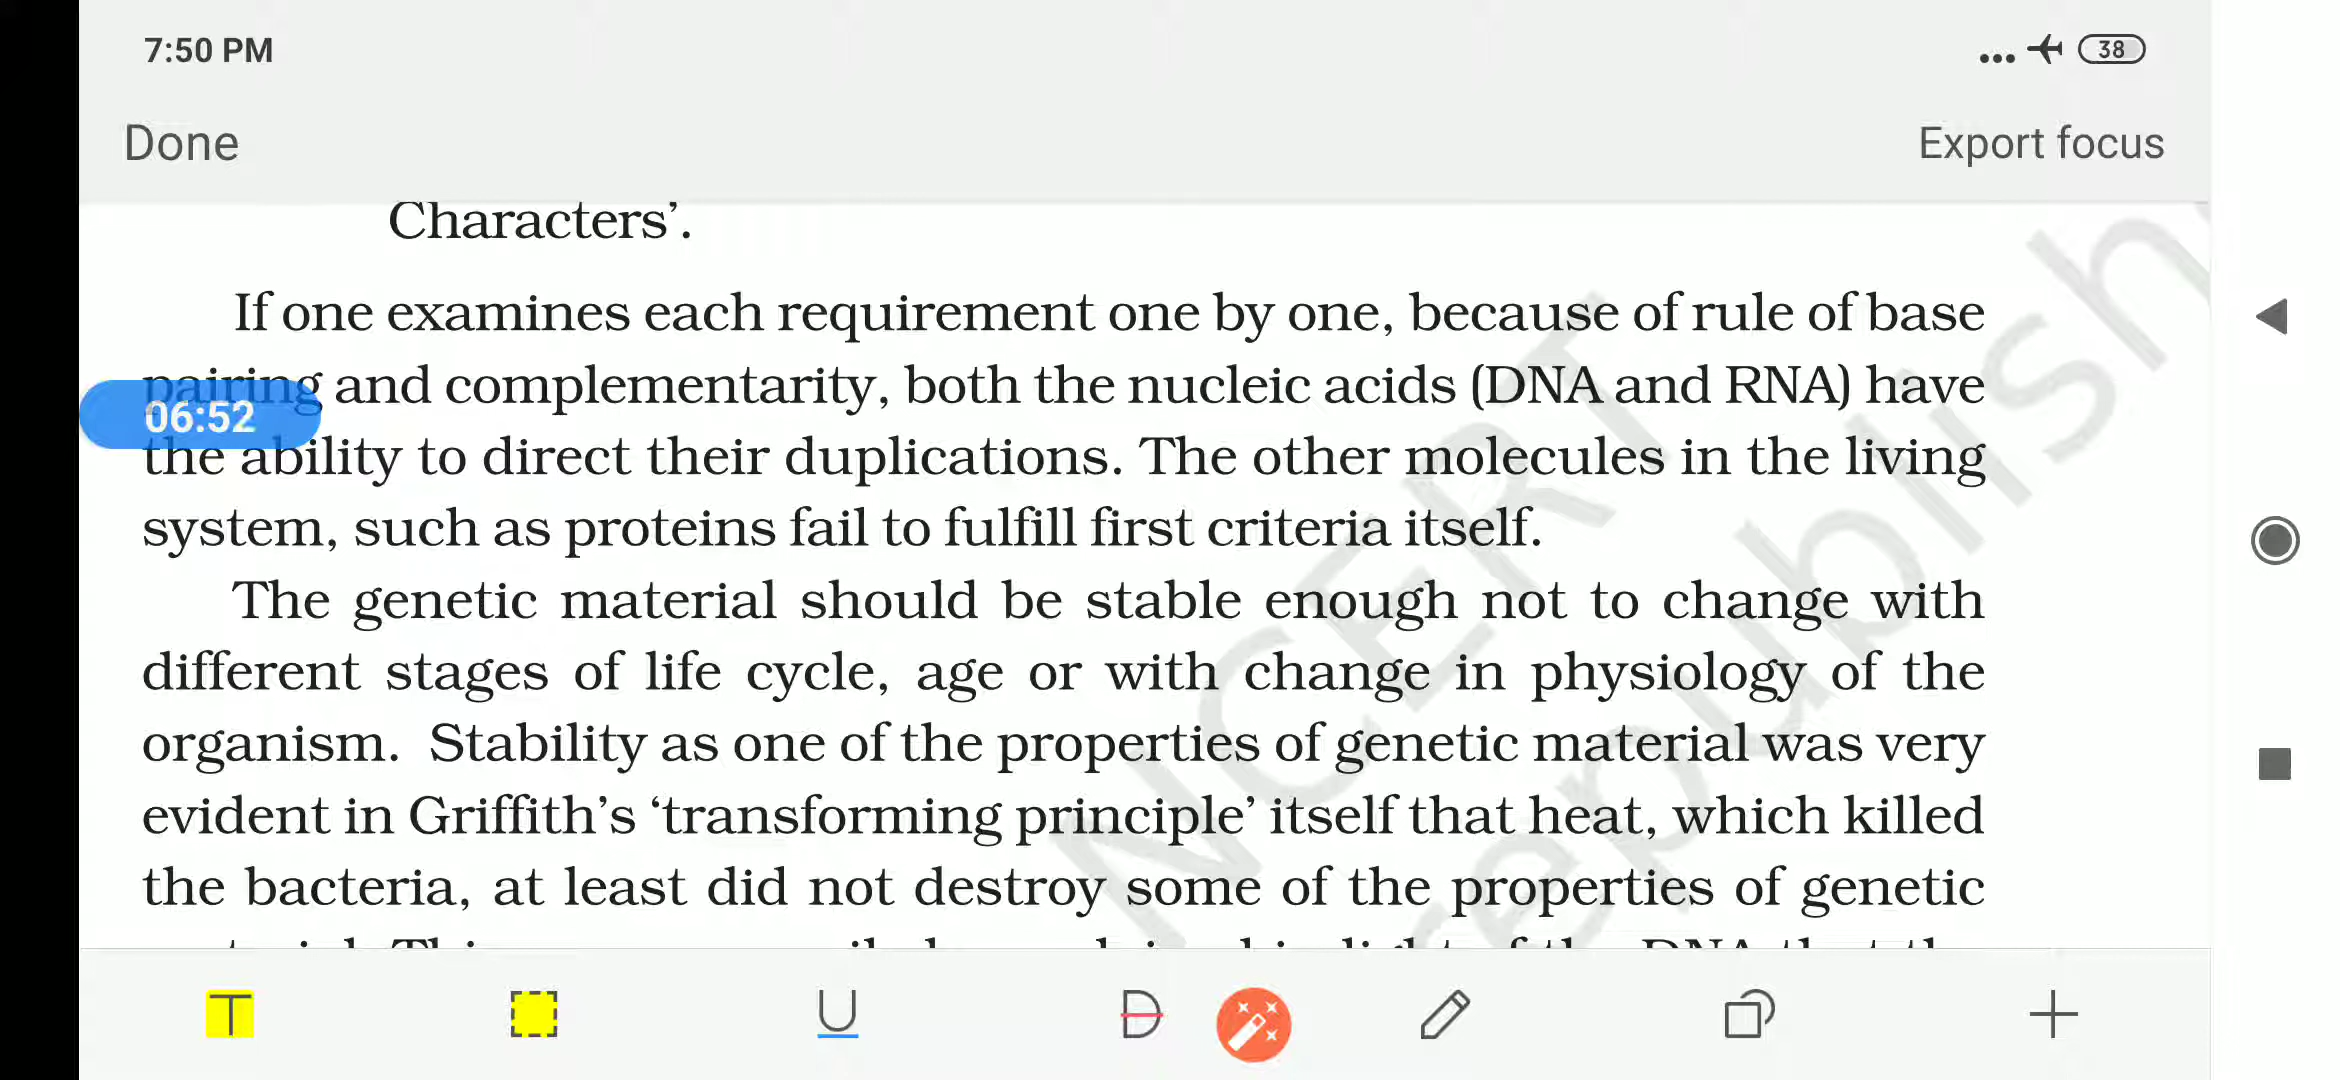 7:50 PM
38
Done
Export focus
Characters’.
If one examines each requirement one by one, because of rule of base
pairing and complementarity, both the nucleic acids (DNA and RNA) have
06:52
the ability to direct their duplications. The other molecules in the living
system, such as proteins fail to fulfill first criteria itself.
The genetic material should be stable enough not to change with
different stages of life cycle, age or with change in physiology of the
organism. Stability as one of the properties of genetic material was very
evident in Griffith’s ‘transforming principle’ itself that heat, which killed
the bacteria, at least did not destroy some of the properties of genetic
NCERT
republish
T
U
D